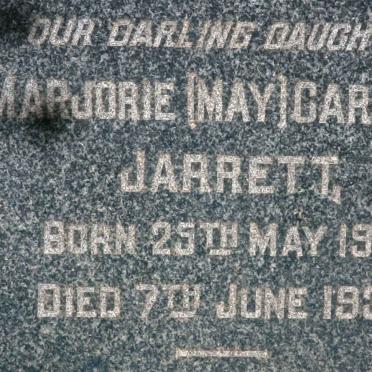 OUR DARLING DAUGH
MARJORIE (MAY) CAR
JARRETT,
BORN 25TH MAY 19
DIED 7TH JUNE 19